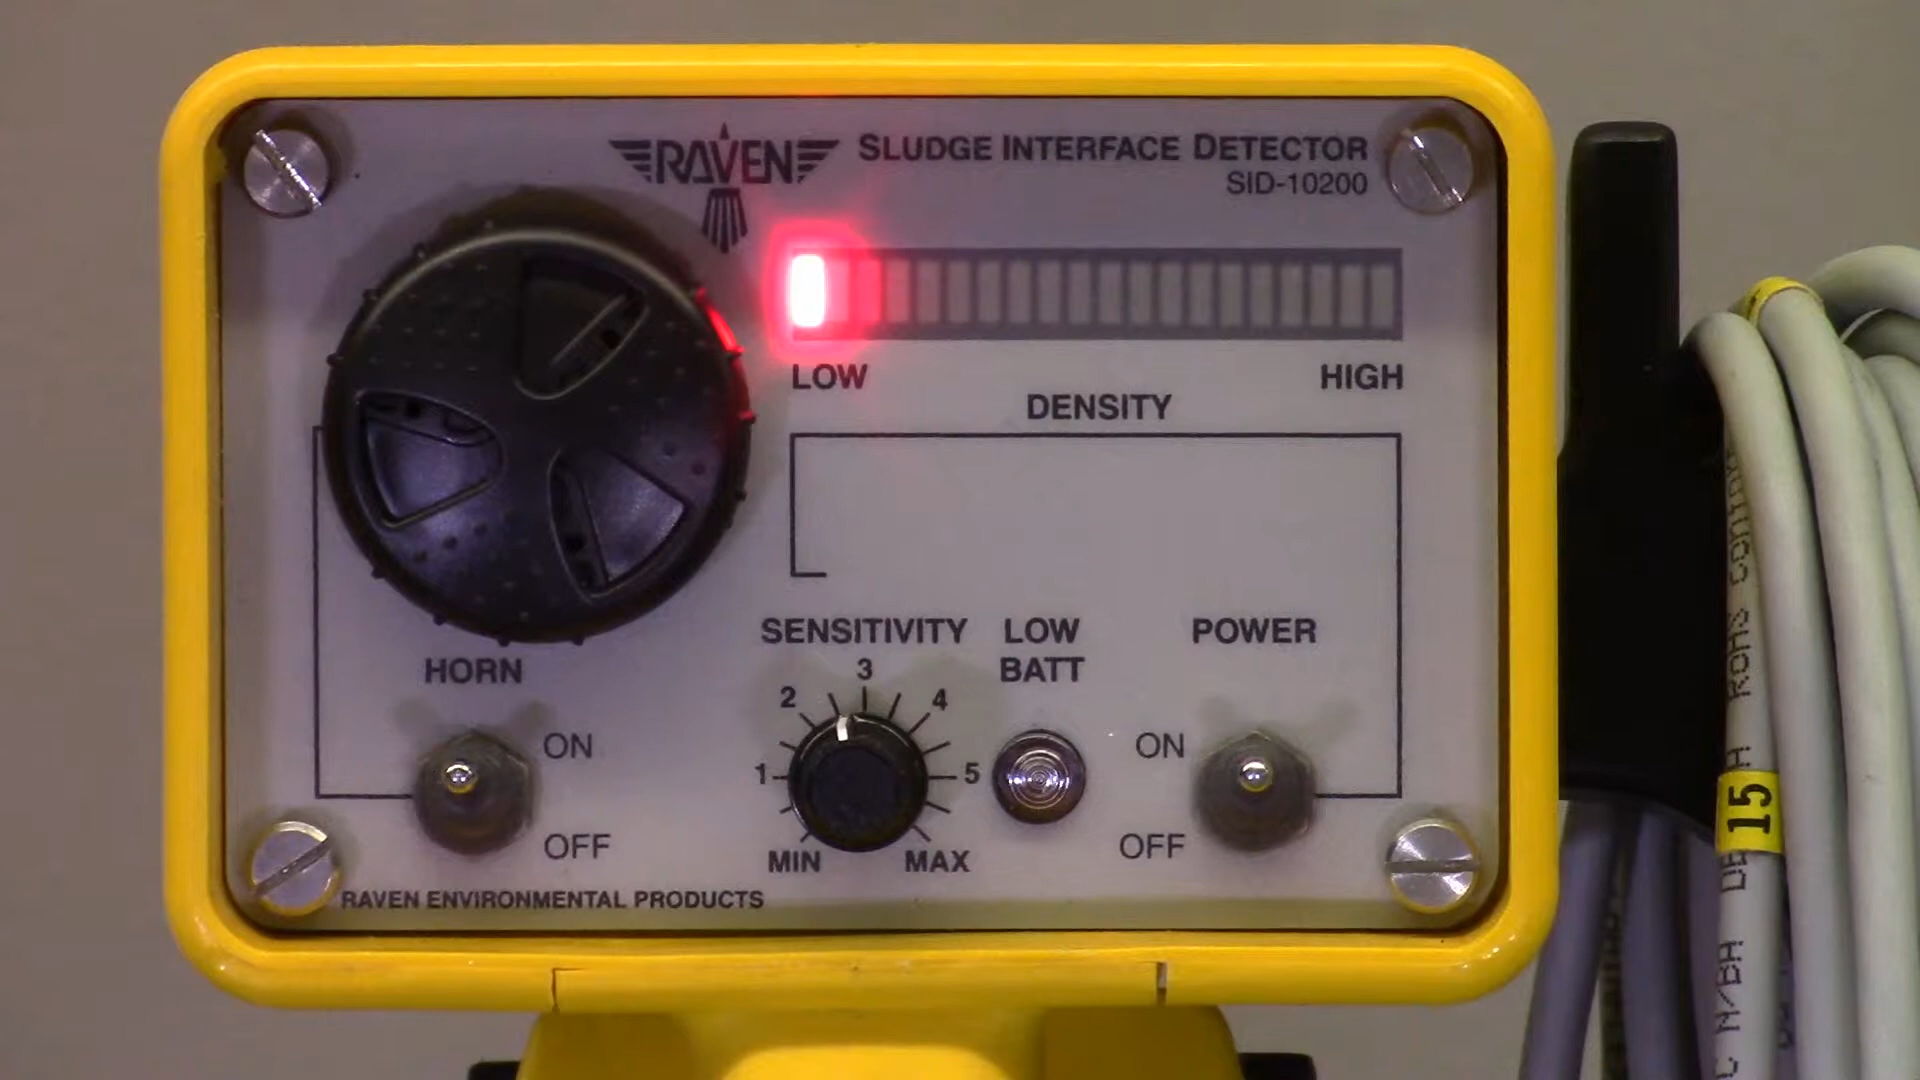 RAVEN
SLUDGE INTERFACE DETECTOR
SID-10200
LOW
HIGH
DENSITY
SENSITIVITY
LOW
BATT
POWER
HORN
3
2
4
1
5
ON
OFF
ON
OFF
MIN
MAX
RAVEN ENVIRONMENTAL PRODUCTS
15